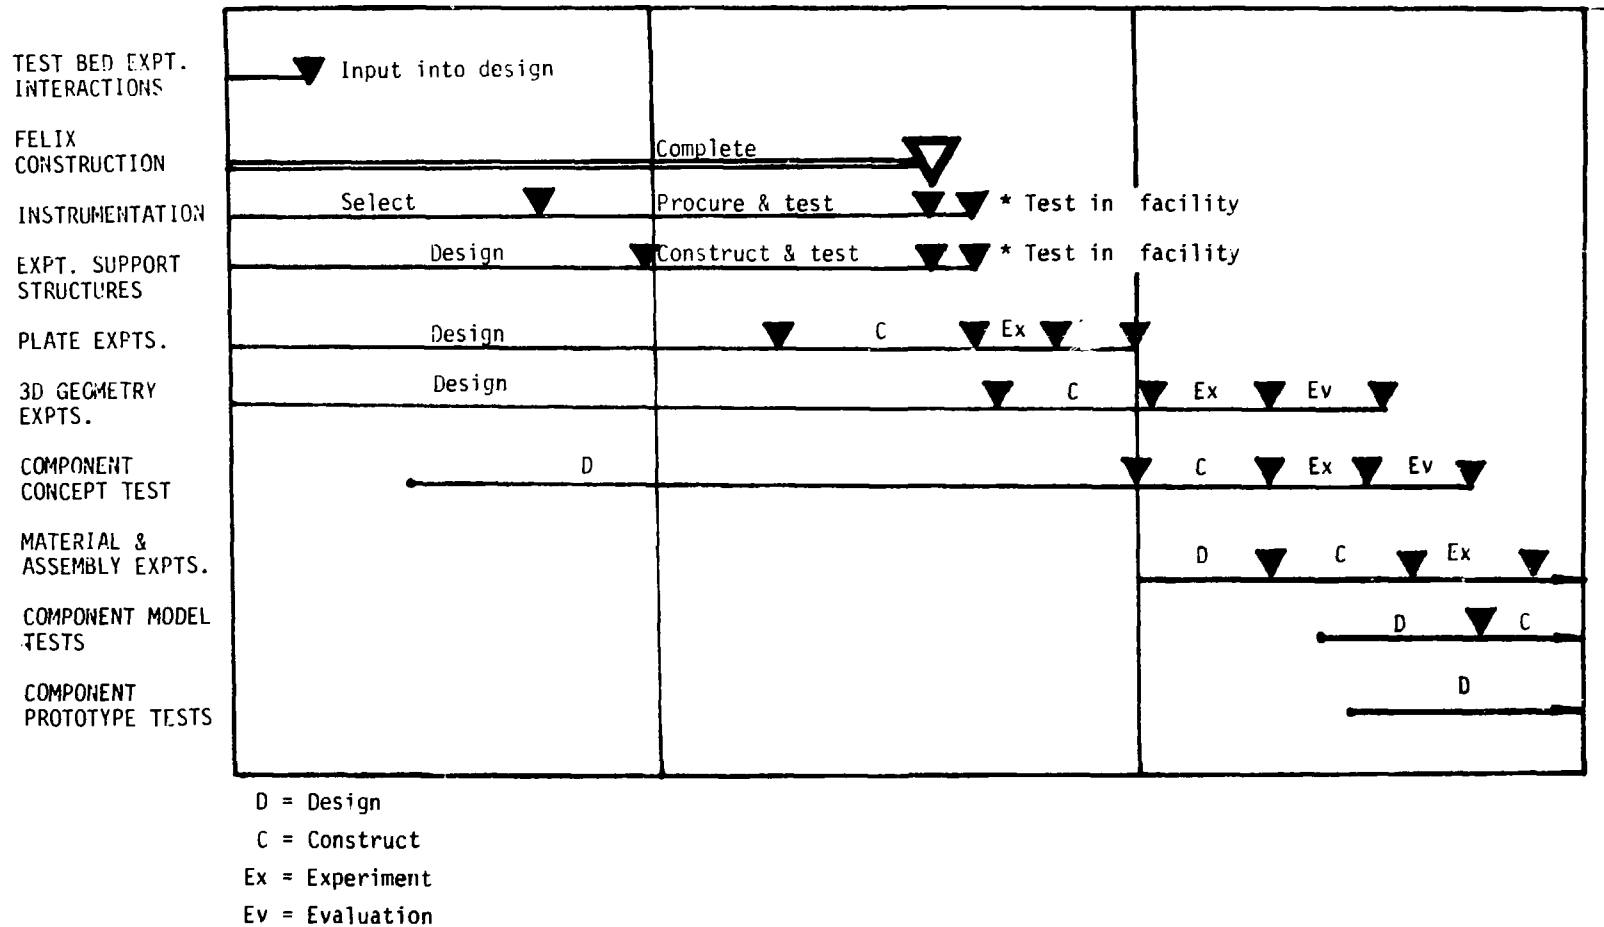 TEST BED EXPT.
INTERACTIONS
Input into design
FELIX
CONSTRUCTION
Complete
INSTRUMENTATION
Select
Procure & test
* Test in facility
EXPT. SUPPORT
STRUCTURES
Design
Construct & test
* Test in facility
PLATE EXPTS.
Design
C
Ex
3D GEOMETRY
EXPTS.
Design
C
Ex
Ev
COMPONENT
CONCEPT TEST
D
C
Ex
Ev
MATERIAL &
ASSEMBLY EXPTS.
D
C
Ex
COMPONENT MODEL
TESTS
D
C
COMPONENT
PROTOTYPE TESTS
D
D = Design
C = Construct
Ex = Experiment
Ev = Evaluation